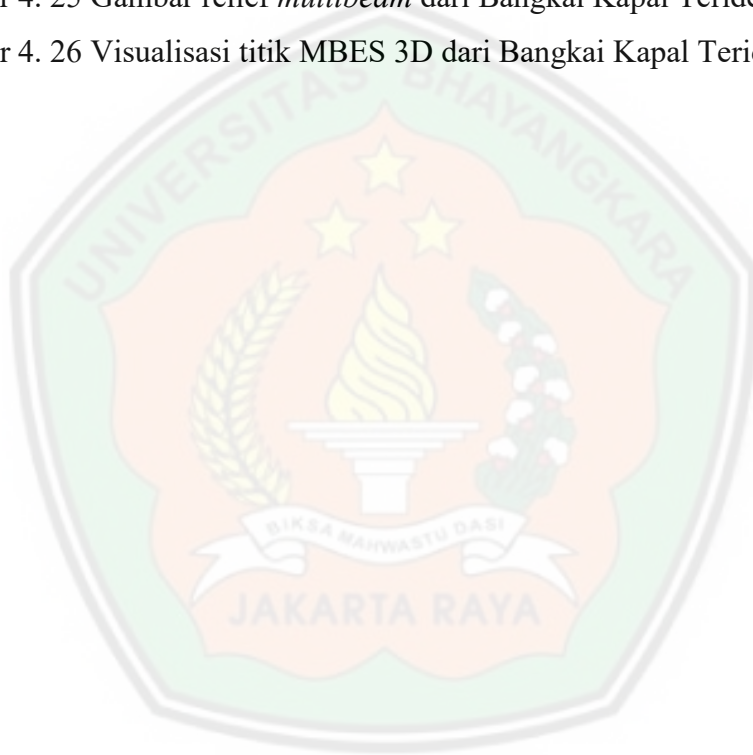 4. 25 Gambar relief multibeam dari Bangkai Kapal
r 4. 26 Visualisasi titik MBES 3D dari Bangkai Kapal
UNIVERSITAS BHAYANGKARA
BIKSA MAHWASTU DASI
JAKARTA RAYA